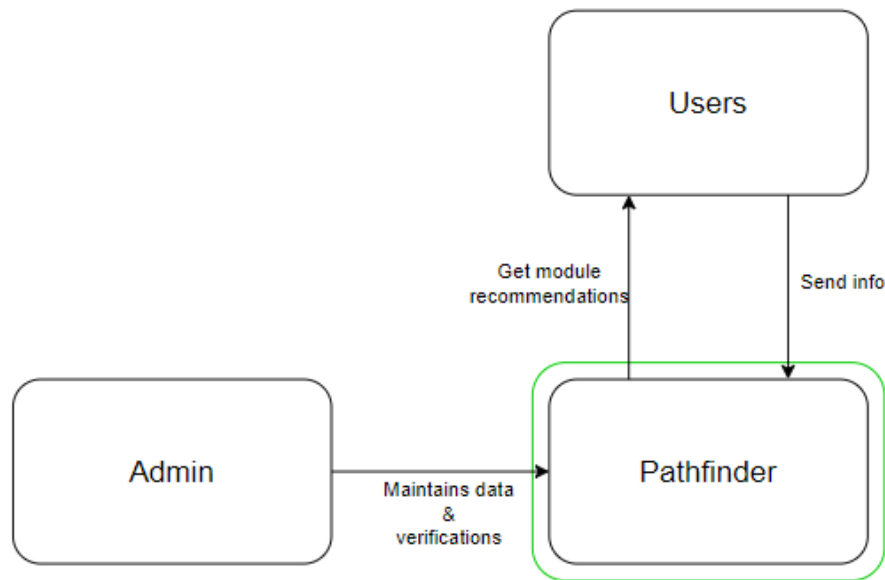 Users
Get module
recommendations
Send info
Admin
Maintains data
&
verifications
Pathfinder